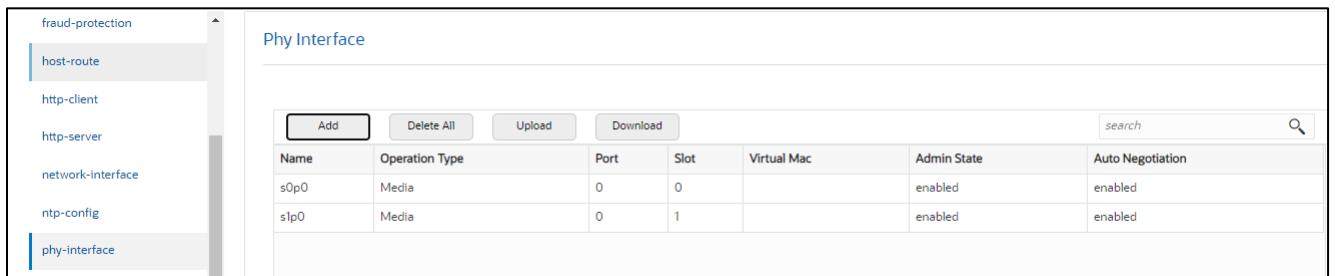 fraud-protection
host-route
http-client
http-server
network-interface
ntp-config
phy-interface
Phy Interface
Add Delete All Upload Download search
Name Operation Type Port Slot Virtual Mac Admin State Auto Negotiation
s0p0 Media 0 0 enabled enabled
s1p0 Media 0 1 enabled enabled